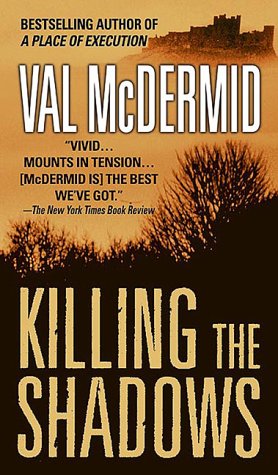 BESTSELLING AUTHOR OF
A PLACE OF EXECUTION
VAL McDERMID
“VIVID…
MOUNTS IN TENSION…
[McDERMID IS] THE BEST
WE’VE GOT.”
—The New York Times Book Review
KILLING THE
SHADOWS